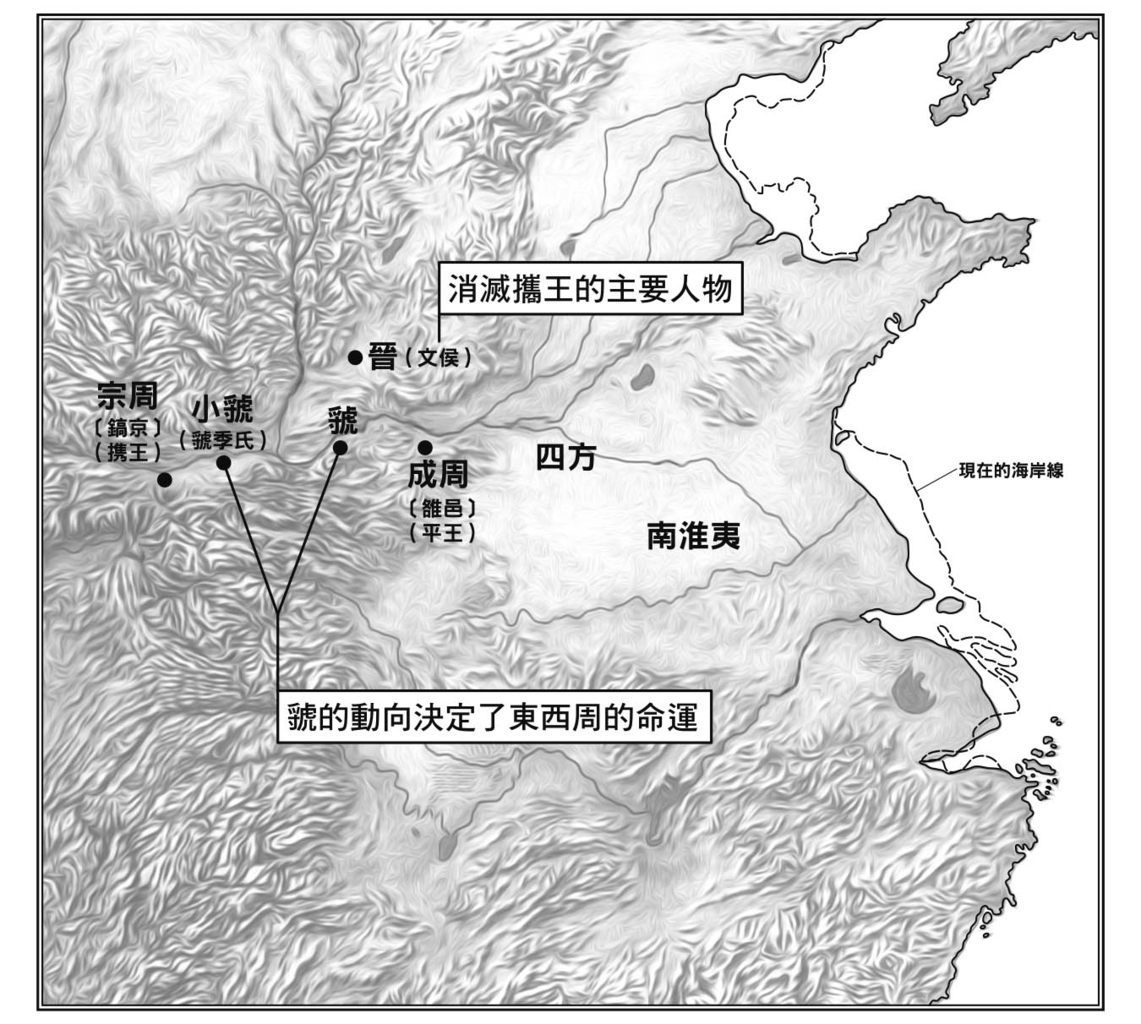 消滅攜王的主要人物
晉(文侯)
宗周
〔鎬京〕
(携王)
小虢
(虢季氏)
虢
成周
〔雒邑〕
(平王)
四方
南淮夷
現在的海岸線
虢的動向決定了東西周的命運